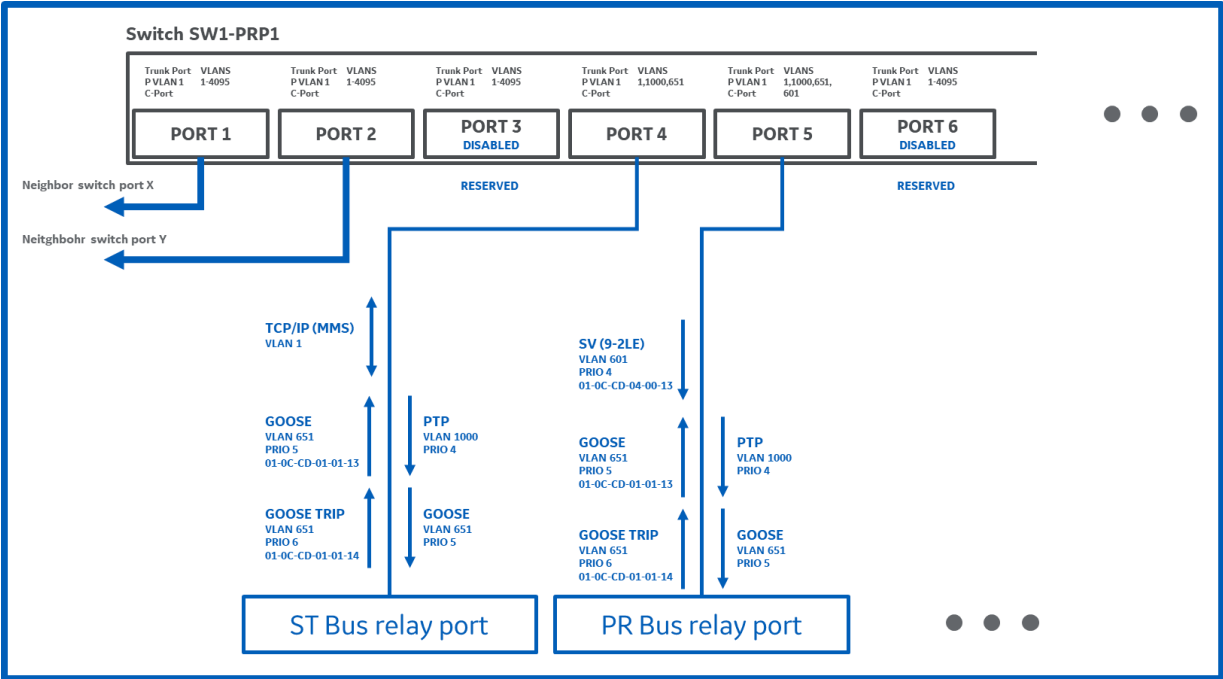 Switch SW1-PRP1
Trunk Port VLANS
P VLAN 1 1-4095
C-Port
PORT 1
Trunk Port VLANS
P VLAN 1 1-4095
C-Port
PORT 2
Trunk Port VLANS
P VLAN 1 1-4095
C-Port
PORT 3
DISABLED
RESERVED
Trunk Port VLANS
P VLAN 1 1,1000,651
C-Port
PORT 4
Trunk Port VLANS
P VLAN 1 1,1000,651,
C-Port 601
PORT 5
Trunk Port VLANS
P VLAN 1 1-4095
C-Port
PORT 6
DISABLED
RESERVED
Neighbor switch port X
Neitghbohr switch port Y
TCP/IP (MMS)
VLAN 1
GOOSE
VLAN 651
PRIO 5
01-0C-CD-01-01-13
GOOSE TRIP
VLAN 651
PRIO 6
01-0C-CD-01-01-14
PTP
VLAN 1000
PRIO 4
GOOSE
VLAN 651
PRIO 5
SV (9-2LE)
VLAN 601
PRIO 4
01-0C-CD-04-00-13
GOOSE
VLAN 651
PRIO 5
01-0C-CD-01-01-13
GOOSE TRIP
VLAN 651
PRIO 6
01-0C-CD-01-01-14
PTP
VLAN 1000
PRIO 4
GOOSE
VLAN 651
PRIO 5
ST Bus relay port
PR Bus relay port